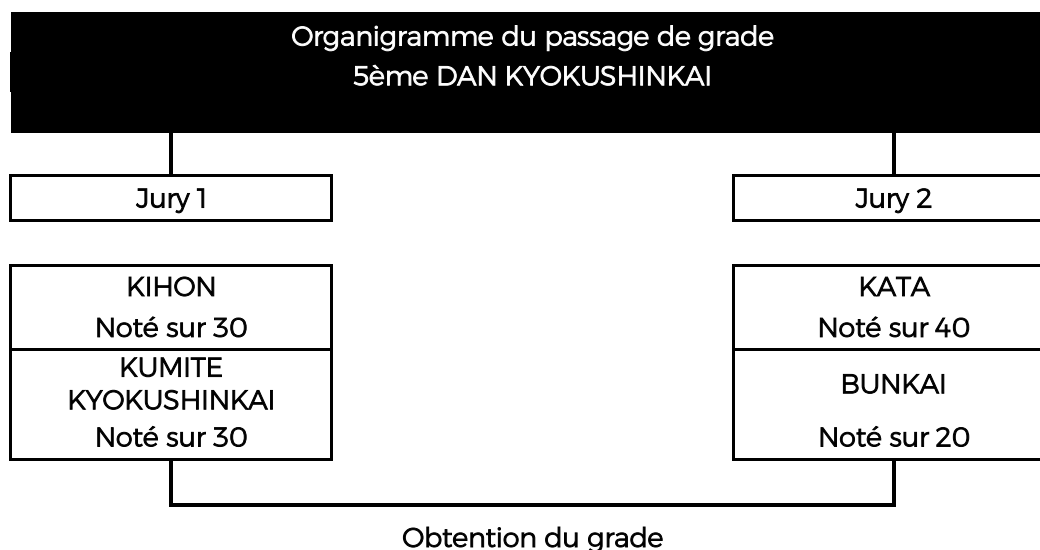 Organigramme du passage de grade
5ème DAN KYOKUSHINKAI
Jury 1
Jury 2
KIHON
Noté sur 30
KUMITE
KYOKUSHINKAI
Noté sur 30
KATA
Noté sur 40
BUNKAI
Noté sur 20
Obtention du grade